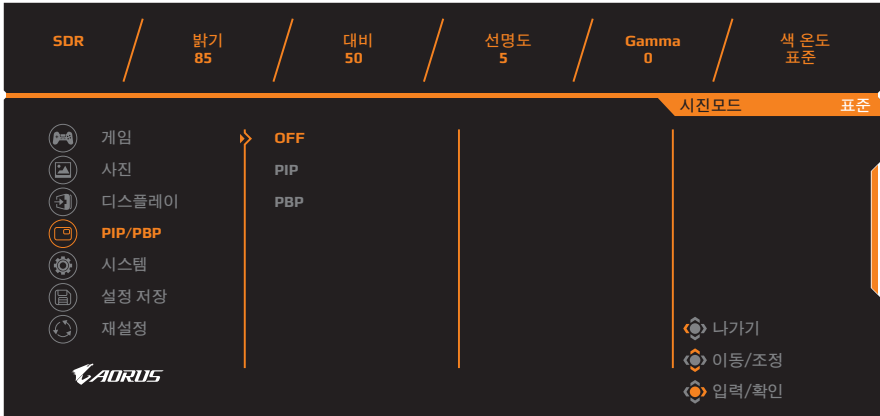 SDR
밝기
85
대비
50
선명도
5
Gamma
0
색 온도
표준
시진모드 표준
게임
사진
디스플레이
PIP/PBP
시스템
설정 저장
재설정
OFF
PIP
PBP
나가기
이동/조정
입력/확인
AORUS